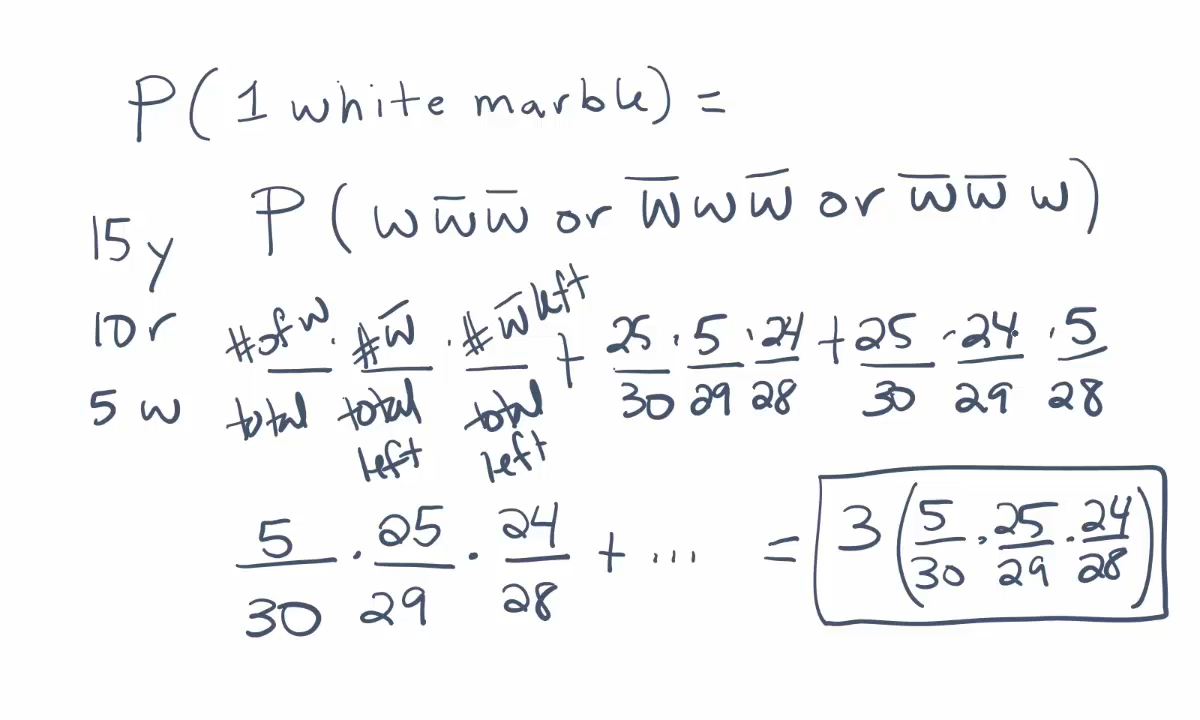 P( 1 white marble) =
P( w w̅ w̅ or w̅ w w̅ or w̅ w̅ w)
15 y
10 r
5 w
# of w / total · # w̅ / total left · # w̅ left / total left + 25/30 · 5/29 · 24/28 + 25/30 · 24/29 · 5/28
5/30 · 25/29 · 24/28 + ... = 3 ( 5/30 · 25/29 · 24/28 )